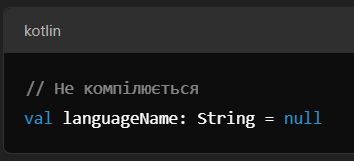 kotlin
// Не компілюється
val languageName: String = null